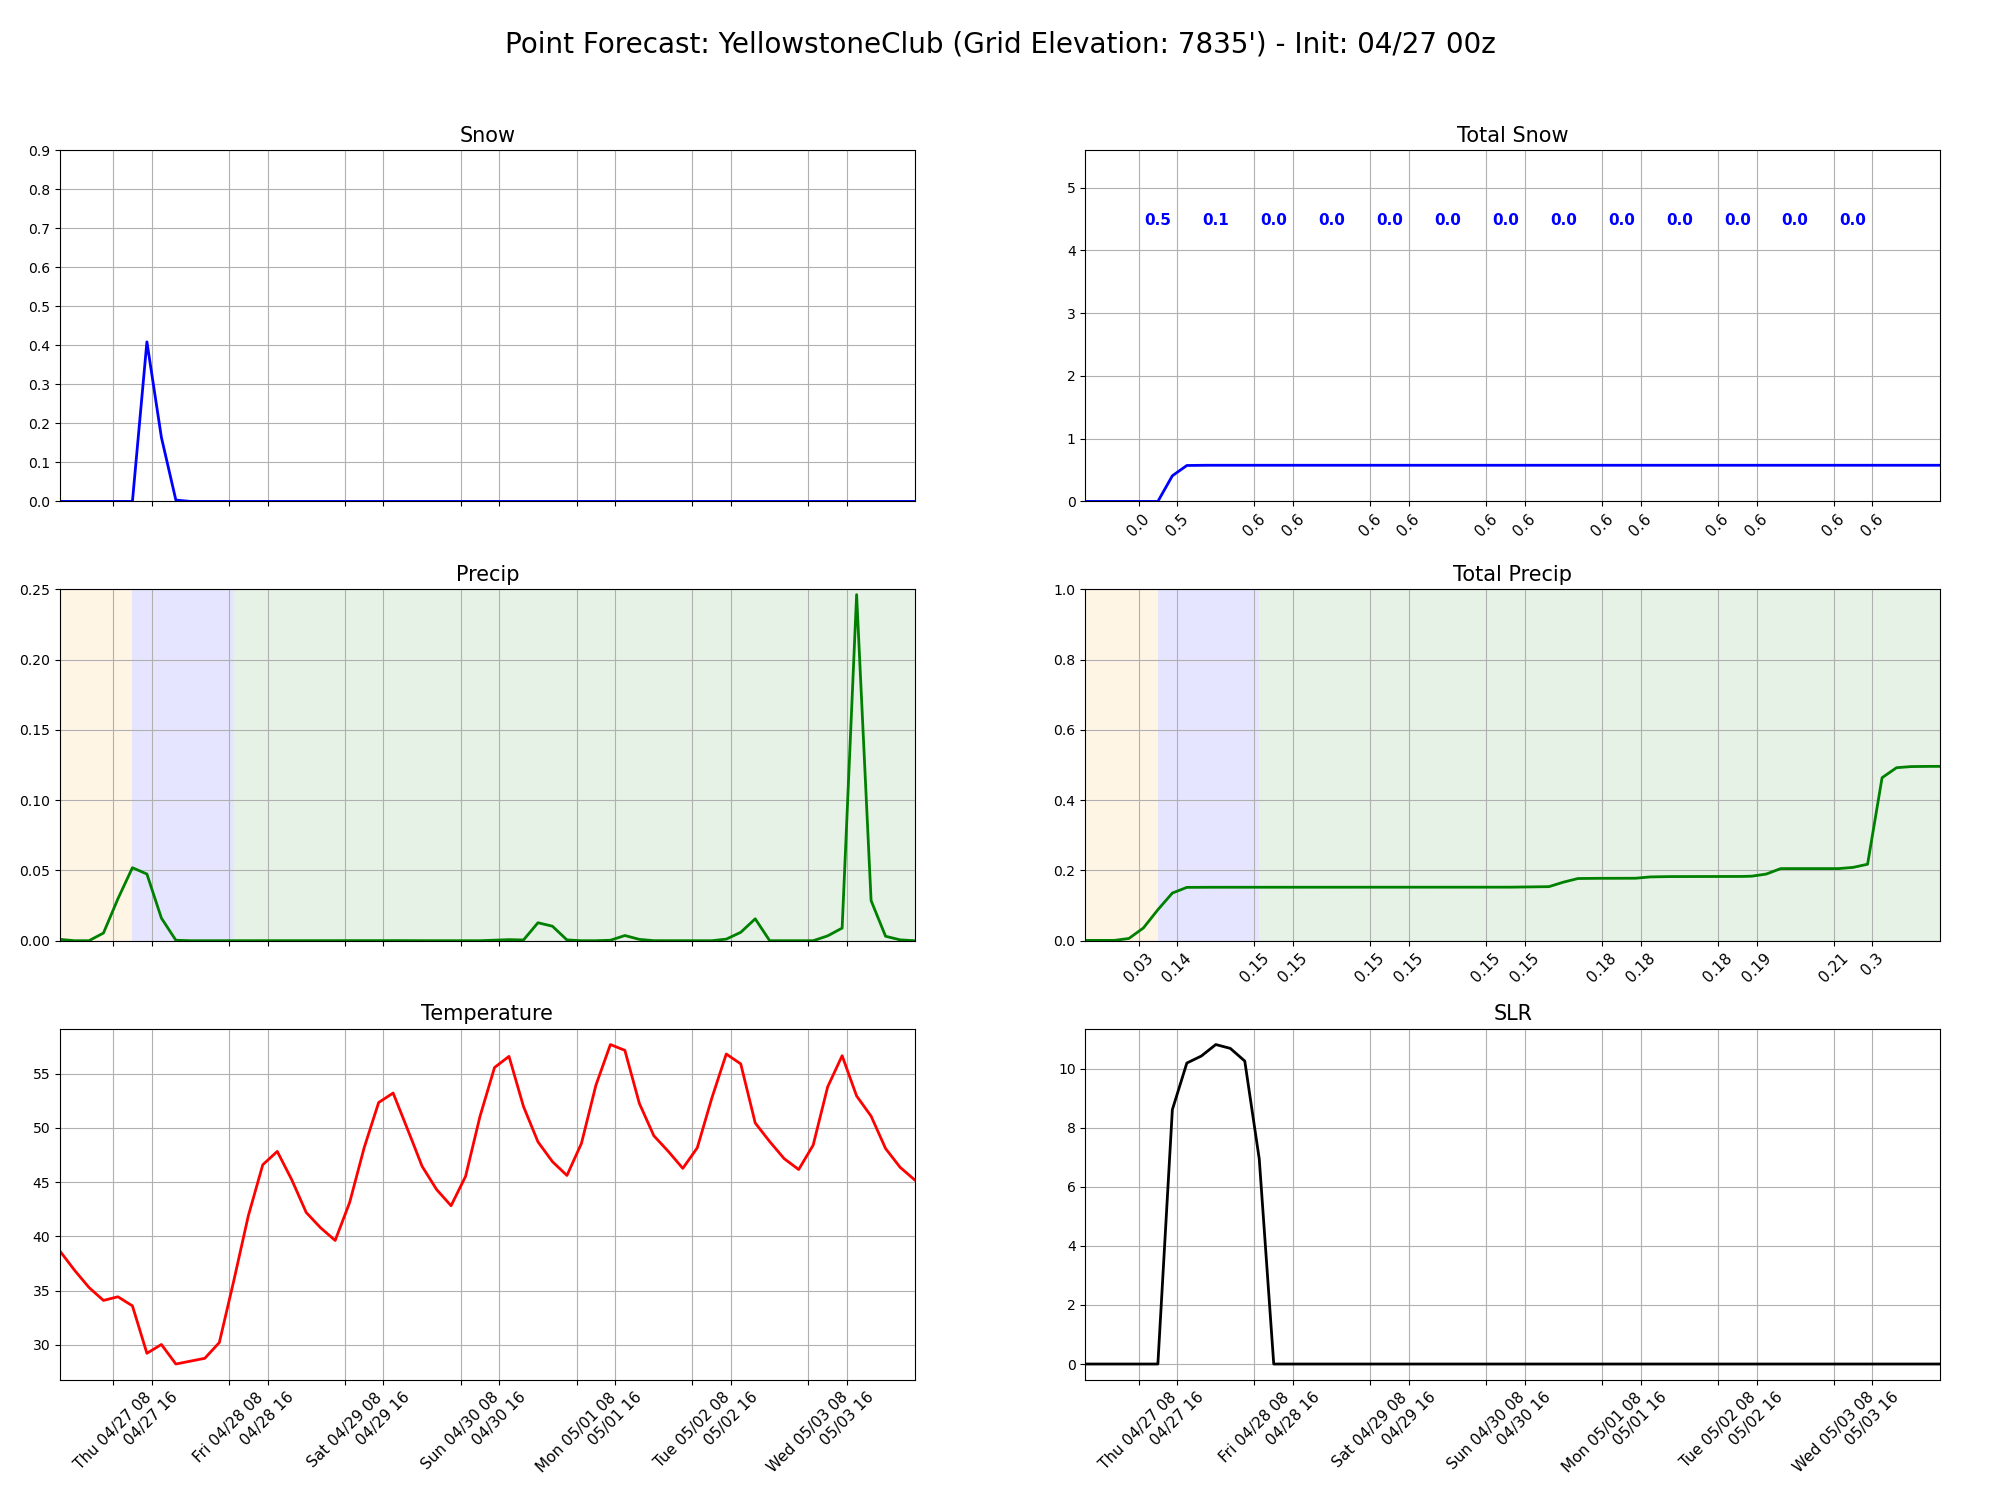 Point Forecast: YellowstoneClub (Grid Elevation: 7835') - Init: 04/27 00z
Snow
0.9
0.8
0.7
0.6
0.5
0.4
0.3
0.2
0.1
0.0
Total Snow
5
4
3
2
1
0
0.5 0.1 0.0 0.0 0.0 0.0 0.0 0.0 0.0 0.0 0.0 0.0 0.0
0.0 0.5 0.6 0.6 0.6 0.6 0.6 0.6 0.6 0.6 0.6 0.6 0.6 0.6
Precip
0.25
0.20
0.15
0.10
0.05
0.00
Total Precip
1.0
0.8
0.6
0.4
0.2
0.0
0.03 0.14 0.15 0.15 0.15 0.15 0.15 0.15 0.18 0.18 0.18 0.19 0.21 0.3
Temperature
55
50
45
40
35
30
Thu 04/27 08
04/27 16
Fri 04/28 08
04/28 16
Sat 04/29 08
04/29 16
Sun 04/30 08
04/30 16
Mon 05/01 08
05/01 16
Tue 05/02 08
05/02 16
Wed 05/03 08
05/03 16
SLR
10
8
6
4
2
0
Thu 04/27 08
04/27 16
Fri 04/28 08
04/28 16
Sat 04/29 08
04/29 16
Sun 04/30 08
04/30 16
Mon 05/01 08
05/01 16
Tue 05/02 08
05/02 16
Wed 05/03 08
05/03 16